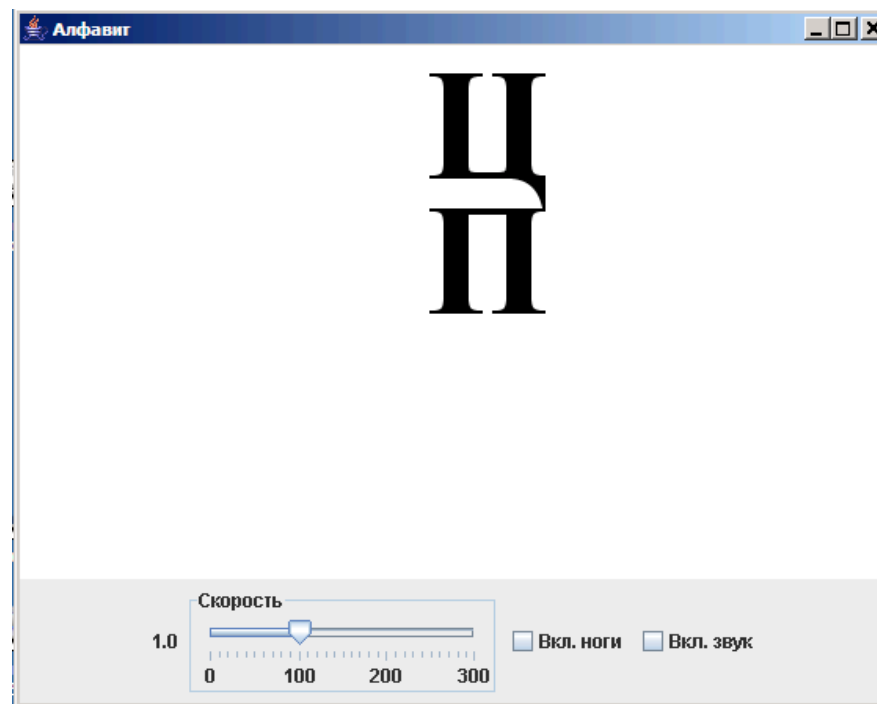 Алфавит
Ц
П
Скорость
1.0
Вкл. ноги
Вкл. звук
0 100 200 300